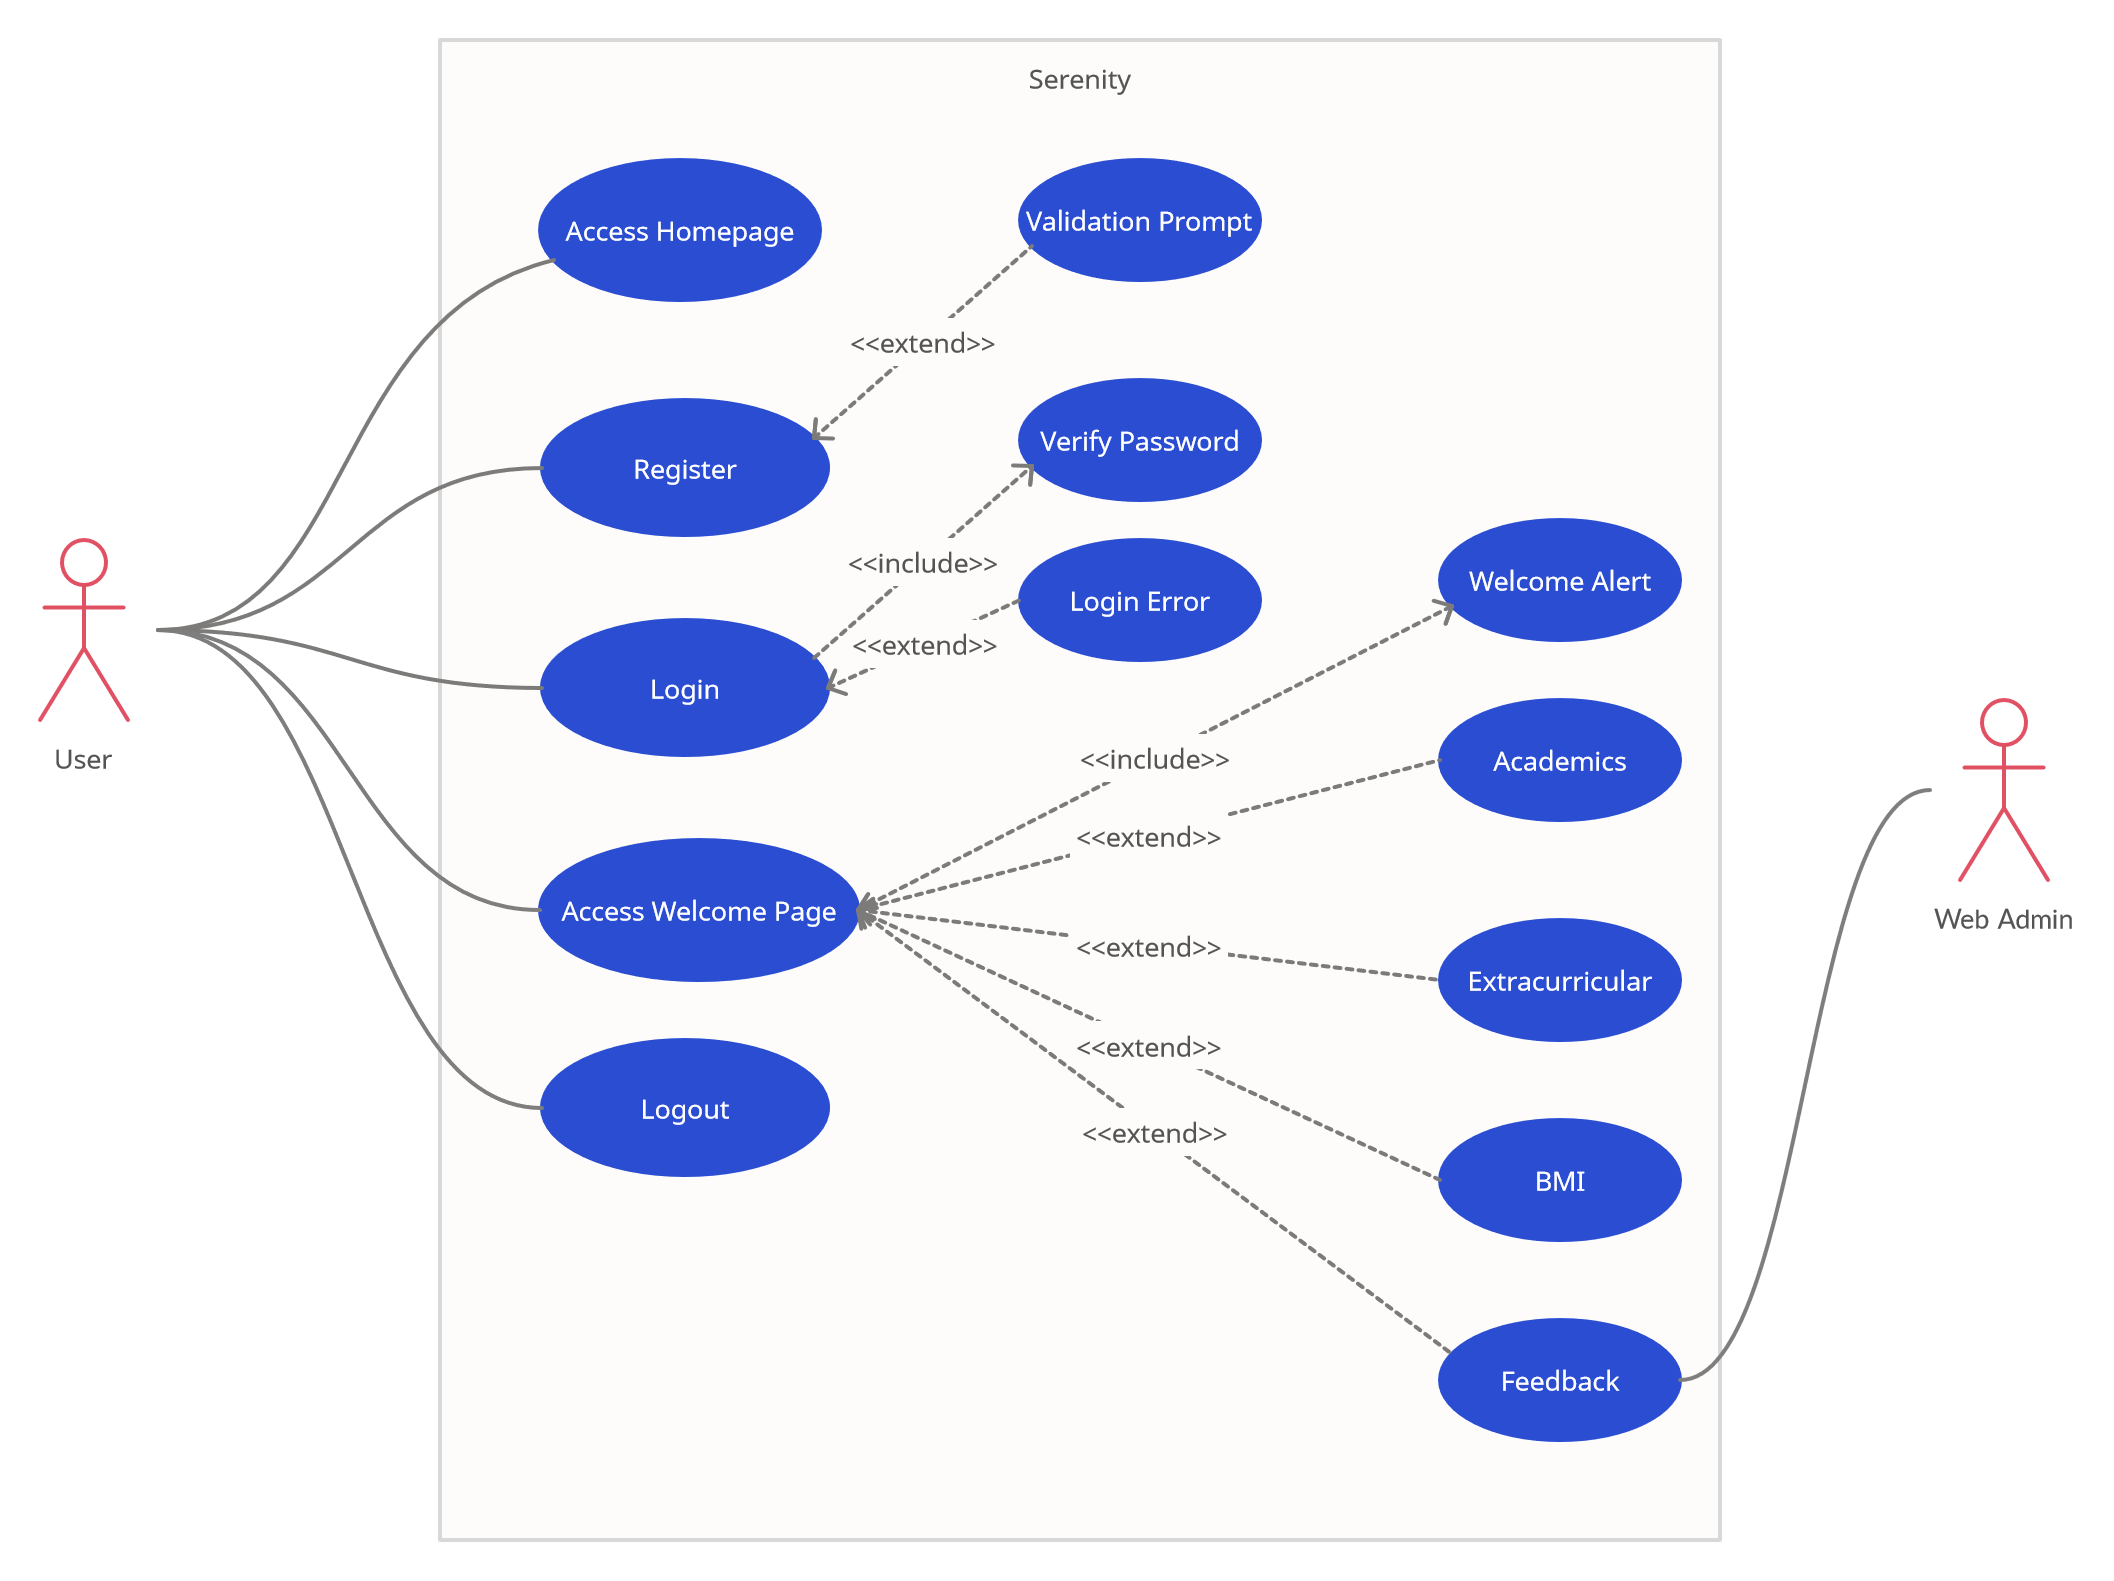 Serenity
Access Homepage
Validation Prompt
<<extend>>
Register
Verify Password
<<include>>
Login Error
Welcome Alert
<<extend>>
Login
User
<<include>>
Academics
<<extend>>
Access Welcome Page
Web Admin
<<extend>>
Extracurricular
<<extend>>
Logout
<<extend>>
BMI
Feedback